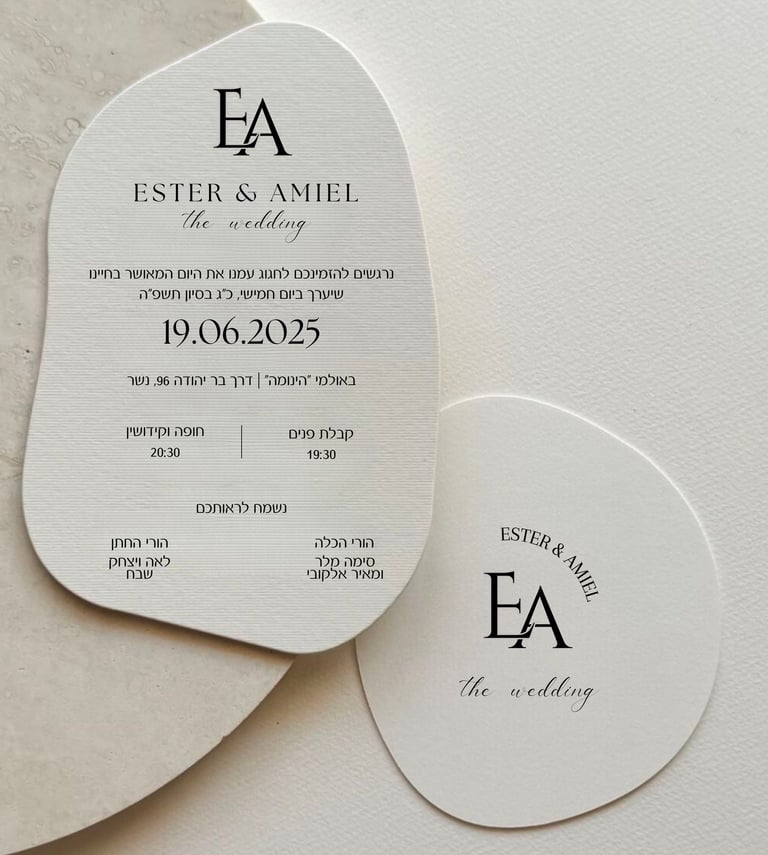 EA
ESTER & AMIEL
the wedding
נרגשים להזמינכם לחגוג עמנו את היום המאושר בחיינו
שיערך ביום חמישי, כ"ג בסיון תשפ"ה
19.06.2025
באולמי "הינומה" | דרך בר יהודה 96, נשר
קבלת פנים
19:30
חופה וקידושין
20:30
נשמח לראותכם
הורי הכלה
סימה מלר
ומאיר אלקובי
הורי החתן
לאה ויצחק
שבח
ESTER & AMIEL
EA
the wedding